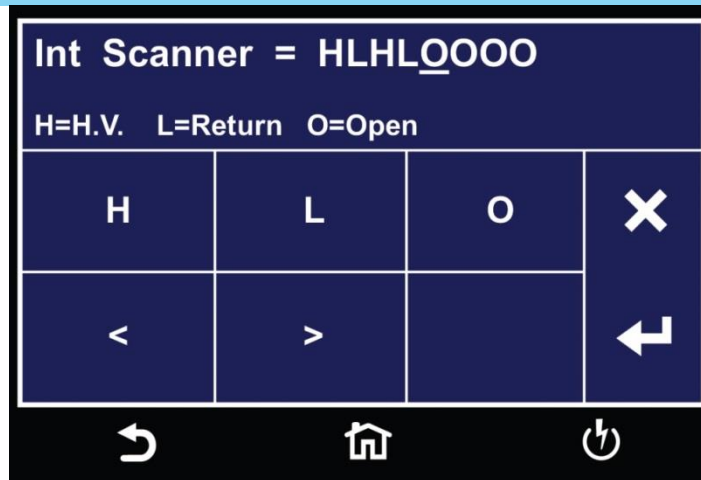 Int Scanner = HLHLOOOO
H=H.V. L=Return O=Open
H L O
< >